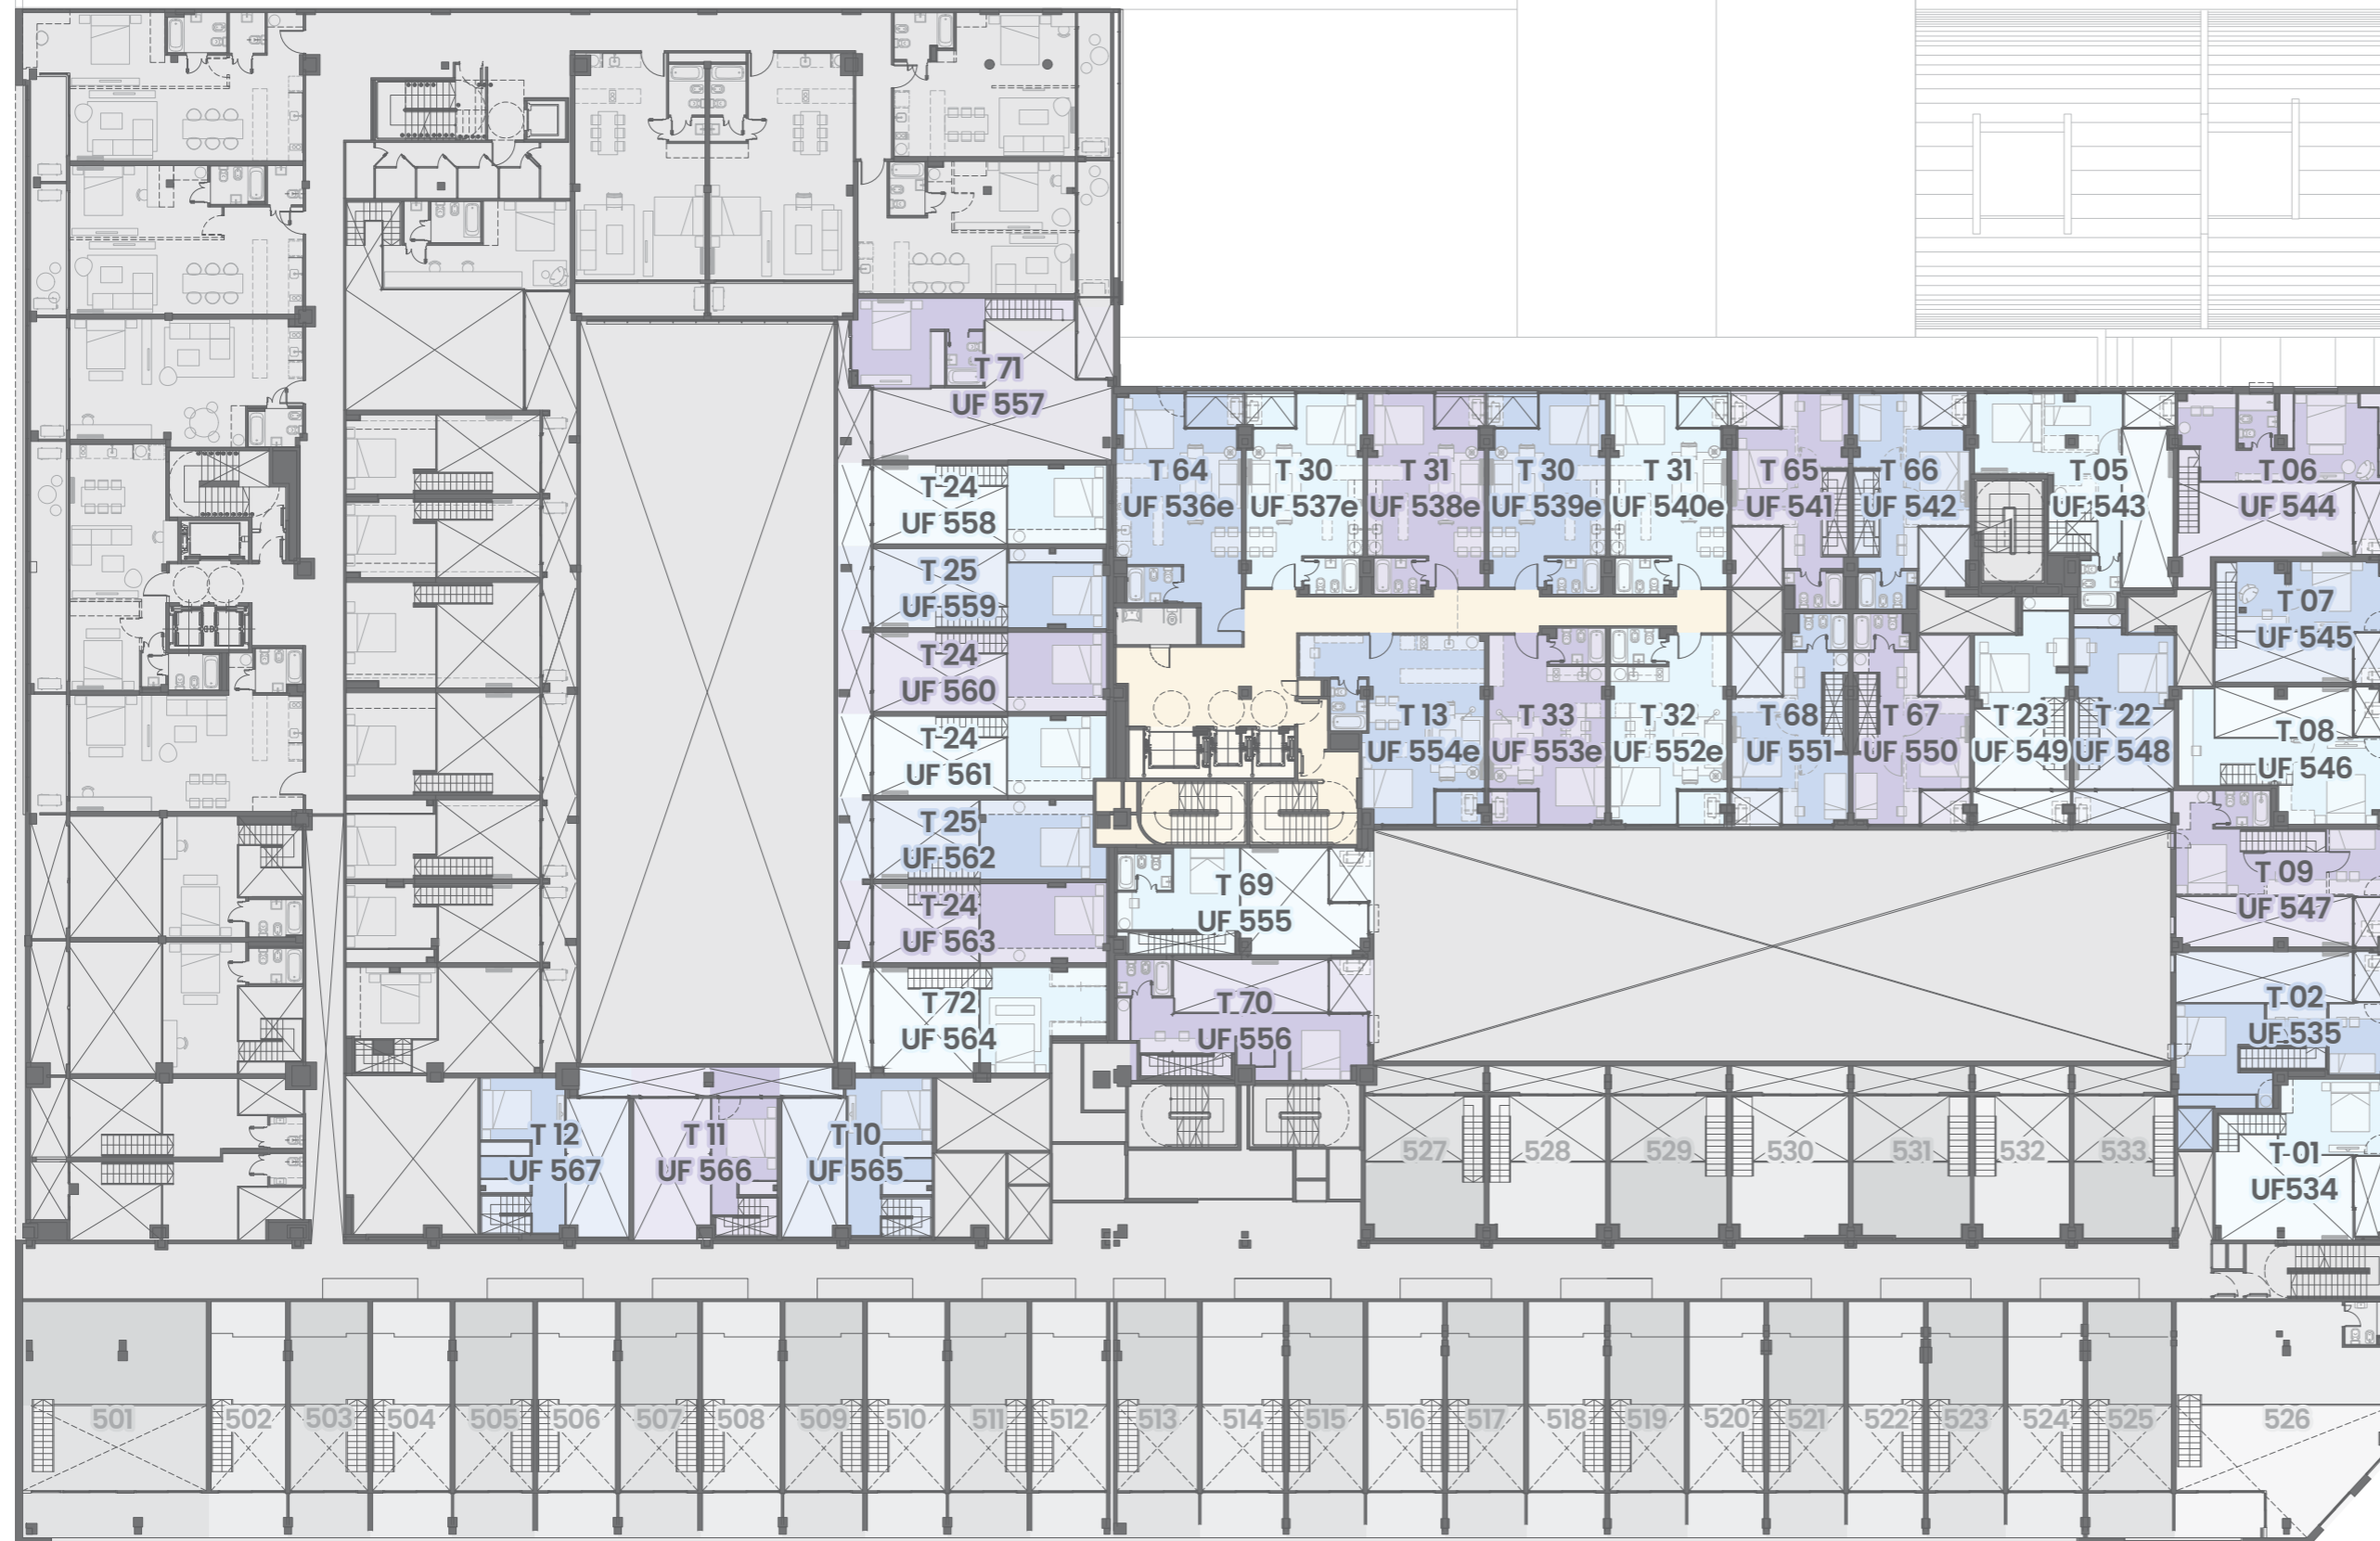 T 71
UF 557
T 24
UF 558
T 25
UF 559
T 24
UF 560
T 24
UF 561
T 25
UF 562
T 24
UF 563
T 72
UF 564
T 64
UF 536e
T 30
UF 537e
T 31
UF 538e
T 30
UF 539e
T 31
UF 540e
T 65
UF 541
T 66
UF 542
T 05
UF 543
T 06
UF 544
T 07
UF 545
T 08
UF 546
T 09
UF 547
T 02
UF 535
T 01
UF534
T 13
UF 554e
T 33
UF 553e
T 32
UF 552e
T 68
UF 551
T 67
UF 550
T 23
UF 549
T 22
UF 548
T 69
UF 555
T 70
UF 556
T 12
UF 567
T 11
UF 566
T 10
UF 565
527
528
529
530
531
532
533
501
502
503
504
505
506
507
508
509
510
511
512
513
514
515
516
517
518
519
520
521
522
523
524
525
526